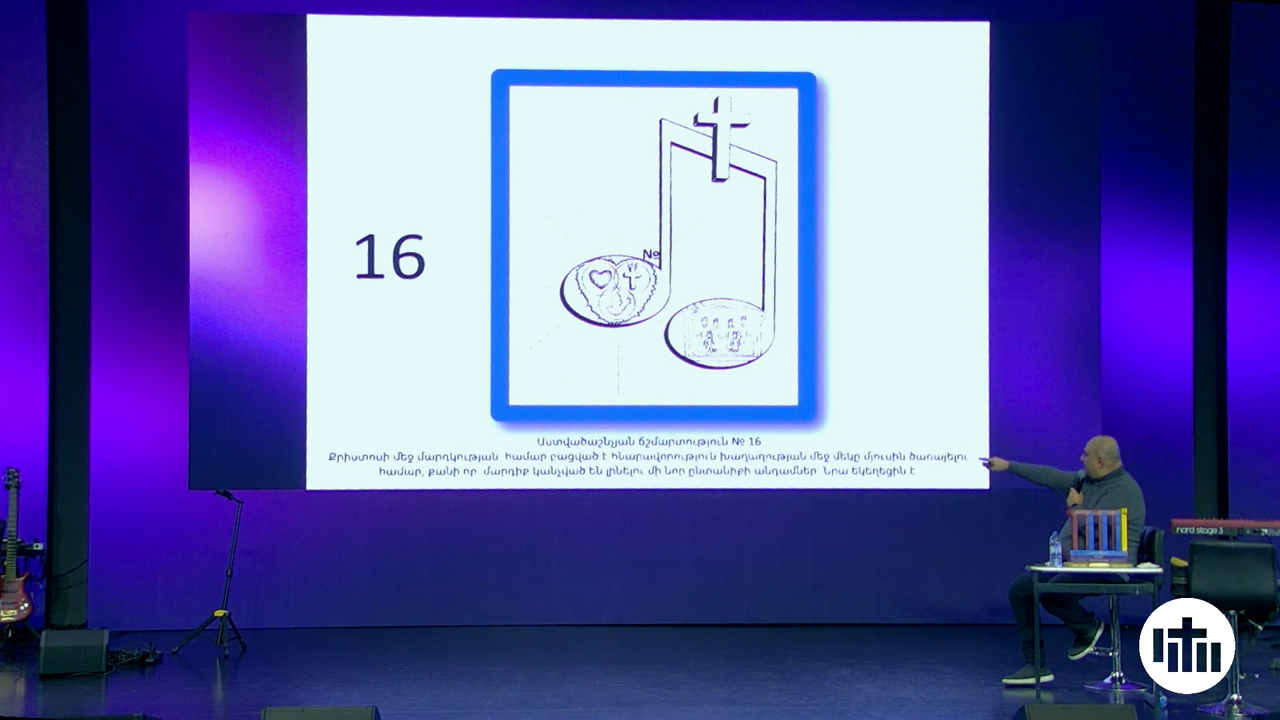 16
№
Աստվածաշնչյան ճշմարտություն № 16
Քրիստոսի մեջ մարդկության համար բացված է հնարավորություն խաղաղության մեջ մեկը մյուսին ծառայելու
համար, քանի որ մարդիկ կանչված են լինելու մի նոր ընտանիքի անդամներ Նրա եկեղեցին է
nord stage 3